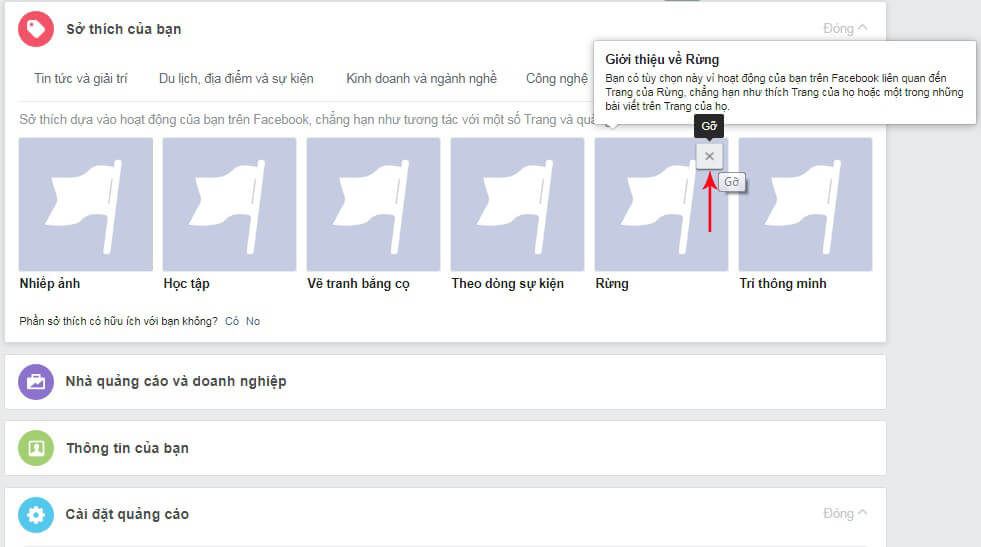 Sở thích của bạn
Đóng
Tin tức và giải trí
Du lịch, địa điểm và sự kiện
Kinh doanh và ngành nghề
Công nghệ
Giới thiệu về Rừng
Bạn có tùy chọn này vì hoạt động của bạn trên Facebook liên quan đến
Trang của Rừng, chẳng hạn như thích Trang của họ hoặc một trong những
bài viết trên Trang của họ.
Sở thích dựa vào hoạt động của bạn trên Facebook, chẳng hạn như tương tác với một số Trang và
Gỡ
Gỡ
Nhiếp ảnh
Học tập
Vẽ tranh bằng cọ
Theo dòng sự kiện
Rừng
Trí thông minh
Phần sở thích có hữu ích với bạn không? Có No
Nhà quảng cáo và doanh nghiệp
Thông tin của bạn
Cài đặt quảng cáo
Đóng